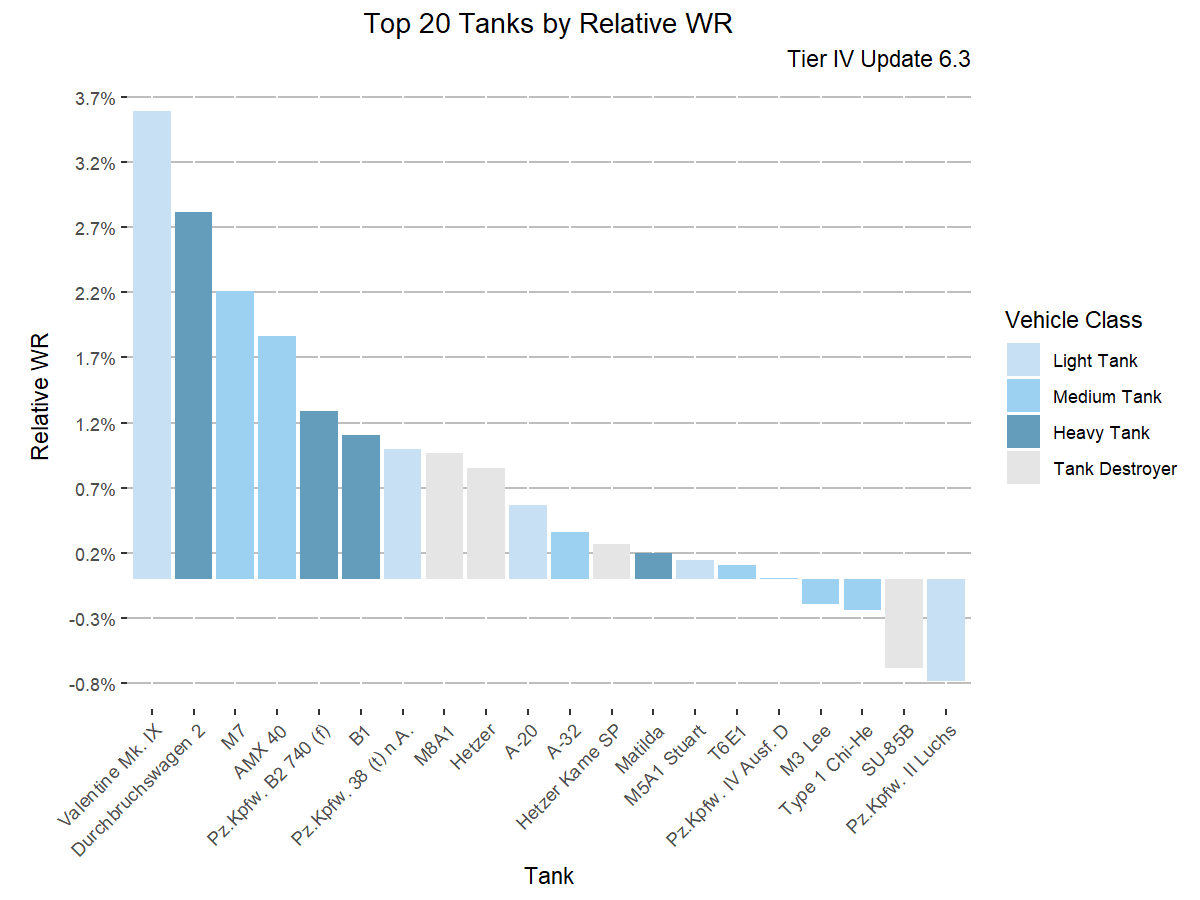 Top 20 Tanks by Relative WR
Tier IV Update 6.3
3.7%
3.2%
2.7%
2.2%
1.7%
1.2%
0.7%
0.2%
-0.3%
-0.8%
Relative WR
Valentine Mk. IX
Durchbruchswagen 2
M7
AMX 40
Pz.Kpfw. B2 740 (f)
B1
Pz.Kpfw. 38 (t) n A.
M8A1
Hetzer
A-20
A-32
Hetzer Kame SP
Matilda
M5A1 Stuart
T6E1
Pz.Kpfw. IV Ausf. D
M3 Lee
Type 1 Chi-He
SU-85B
Pz.Kpfw. II Luchs
Tank
Vehicle Class
Light Tank
Medium Tank
Heavy Tank
Tank Destroyer